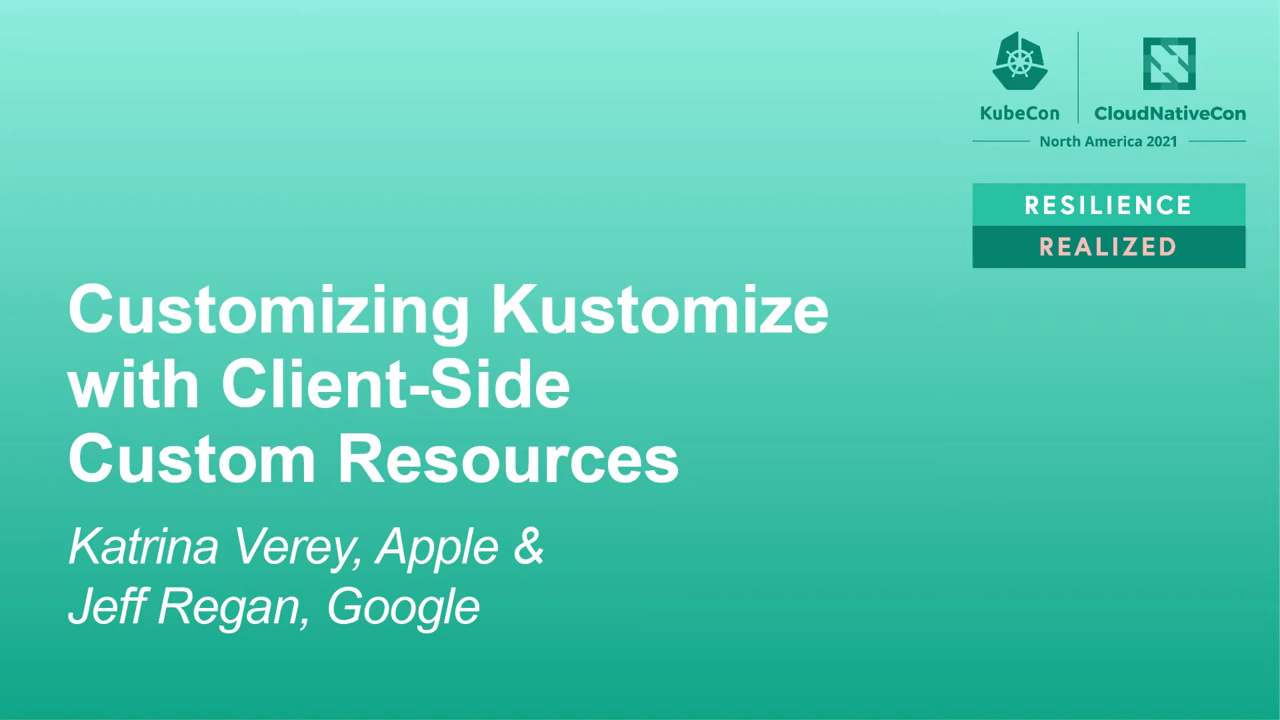 KubeCon
CloudNativeCon
North America 2021
RESILIENCE
REALIZED
Customizing Kustomize
with Client-Side
Custom Resources
Katrina Verey, Apple &
Jeff Regan, Google